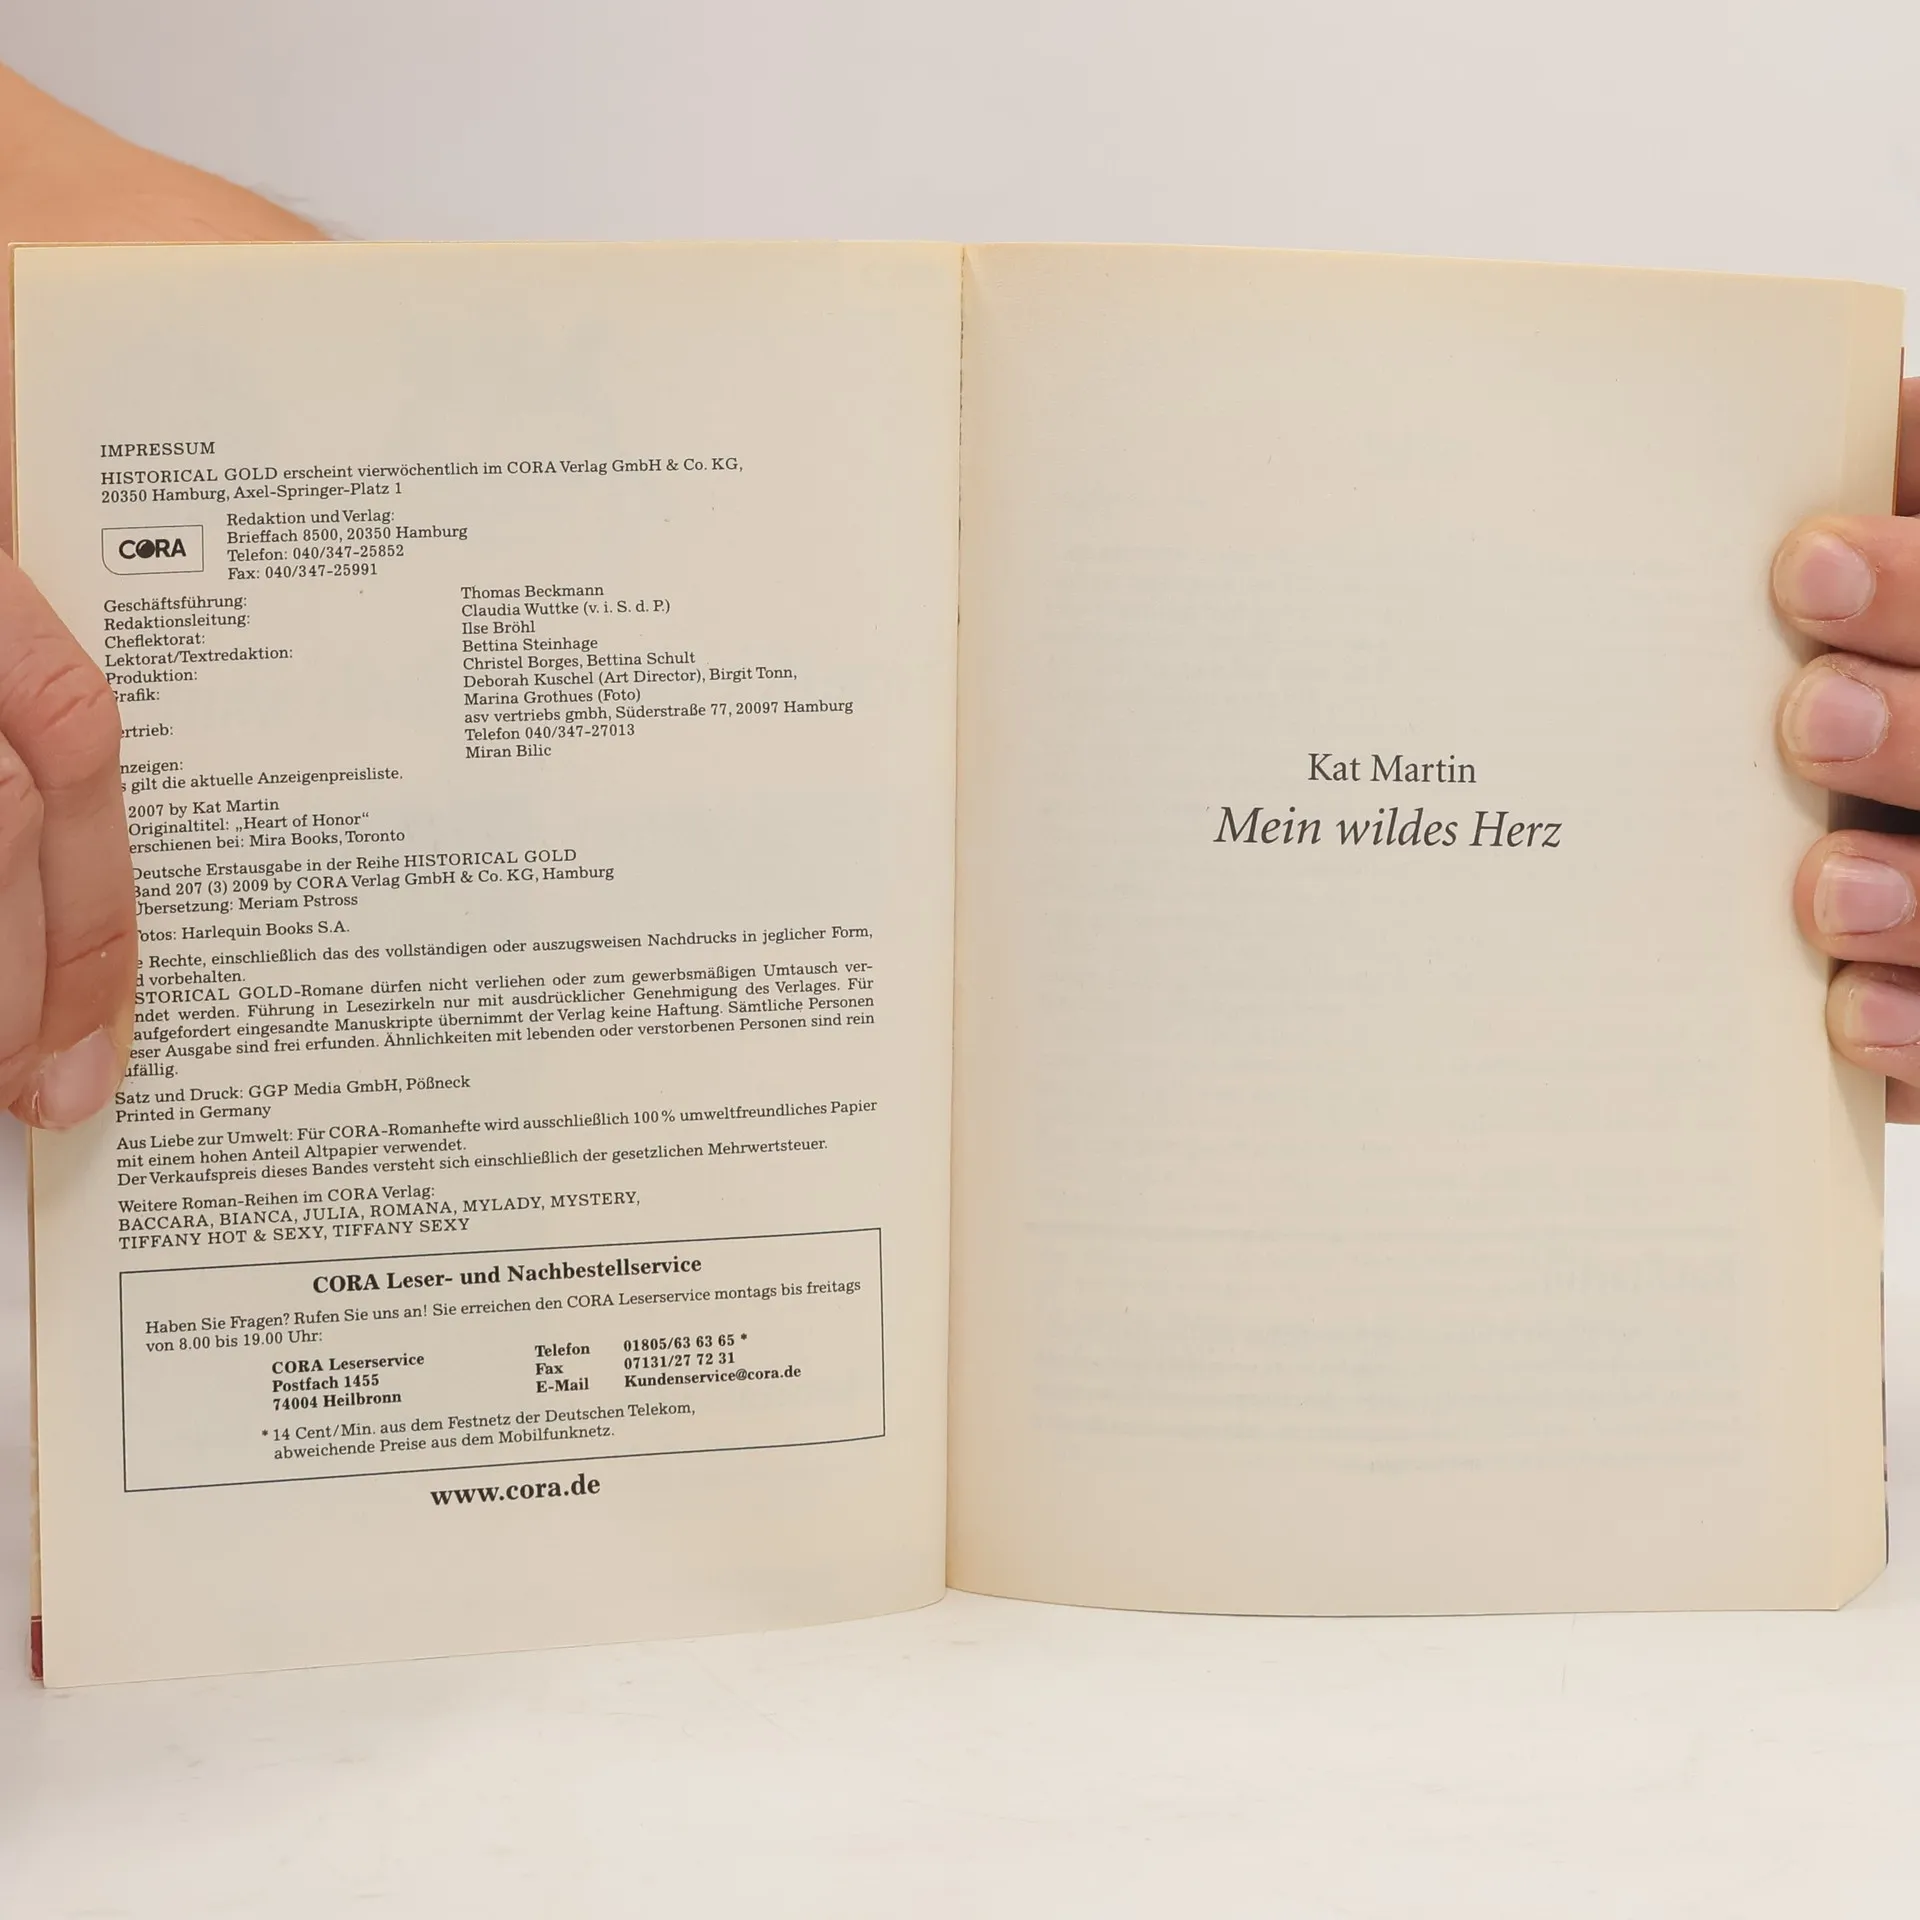 IMPRESSUM
HISTORICAL GOLD erscheint vierwöchentlich im CORA Verlag GmbH & Co. KG,
20350 Hamburg, Axel-Springer-Platz 1
CORA
Redaktion und Verlag:
Brieffach 8500, 20350 Hamburg
Telefon: 040/347-25852
Fax: 040/347-25991
Geschäftsführung:
Redaktionsleitung:
Cheflektorat:
Lektorat/Textredaktion:
Produktion:
Grafik:
ertrieb:
nzeigen:
Thomas Beckmann
Claudia Wuttke (v. i. S. d. P.)
Ilse Bröhl
Bettina Steinhage
Christel Borges, Bettina Schult
Deborah Kuschel (Art Director), Birgit Tonn,
Marina Grothues (Foto)
asv vertriebs gmbh, Süderstraße 77, 20097 Hamburg
Telefon 040/347-27013
Miran Bilic
s gilt die aktuelle Anzeigenpreisliste.
2007 by Kat Martin
Originaltitel: „Heart of Honor“
erschienen bei: Mira Books, Toronto
Deutsche Erstausgabe in der Reihe HISTORICAL GOLD
Band 207 (3) 2009 by CORA Verlag GmbH & Co. KG, Hamburg
Übersetzung: Meriam Pstross
otos: Harlequin Books S.A.
e Rechte, einschließlich das des vollständigen oder auszugsweisen Nachdrucks in jeglicher Form,
d vorbehalten.
STORICAL GOLD-Romane dürfen nicht verliehen oder zum gewerbsmäßigen Umtausch ver-
ndet werden. Führung in Lesezirkeln nur mit ausdrücklicher Genehmigung des Verlages. Für
aufgefordert eingesandte Manuskripte übernimmt der Verlag keine Haftung. Sämtliche Personen
eser Ausgabe sind frei erfunden. Ähnlichkeiten mit lebenden oder verstorbenen Personen sind rein
ufällig.
Satz und Druck: GGP Media GmbH, Pößneck
Printed in Germany
Aus Liebe zur Umwelt: Für CORA-Romanhefte wird ausschließlich 100% umweltfreundliches Papier
mit einem hohen Anteil Altpapier verwendet.
Der Verkaufspreis dieses Bandes versteht sich einschließlich der gesetzlichen Mehrwertsteuer.
Weitere Roman-Reihen im CORA Verlag:
BACCARA, BIANCA, JULIA, ROMANA, MYLADY, MYSTERY,
TIFFANY HOT & SEXY, TIFFANY SEXY
CORA Leser- und Nachbestellservice
Haben Sie Fragen? Rufen Sie uns an! Sie erreichen den CORA Leserservice montags bis freitags
von 8.00 bis 19.00 Uhr:
CORA Leserservice
Postfach 1455
74004 Heilbronn
Telefon 01805/63 63 65 *
Fax 07131/27 72 31
E-Mail Kundenservice@cora.de
* 14 Cent/Min. aus dem Festnetz der Deutschen Telekom,
abweichende Preise aus dem Mobilfunknetz.
www.cora.de
Kat Martin
Mein wildes Herz